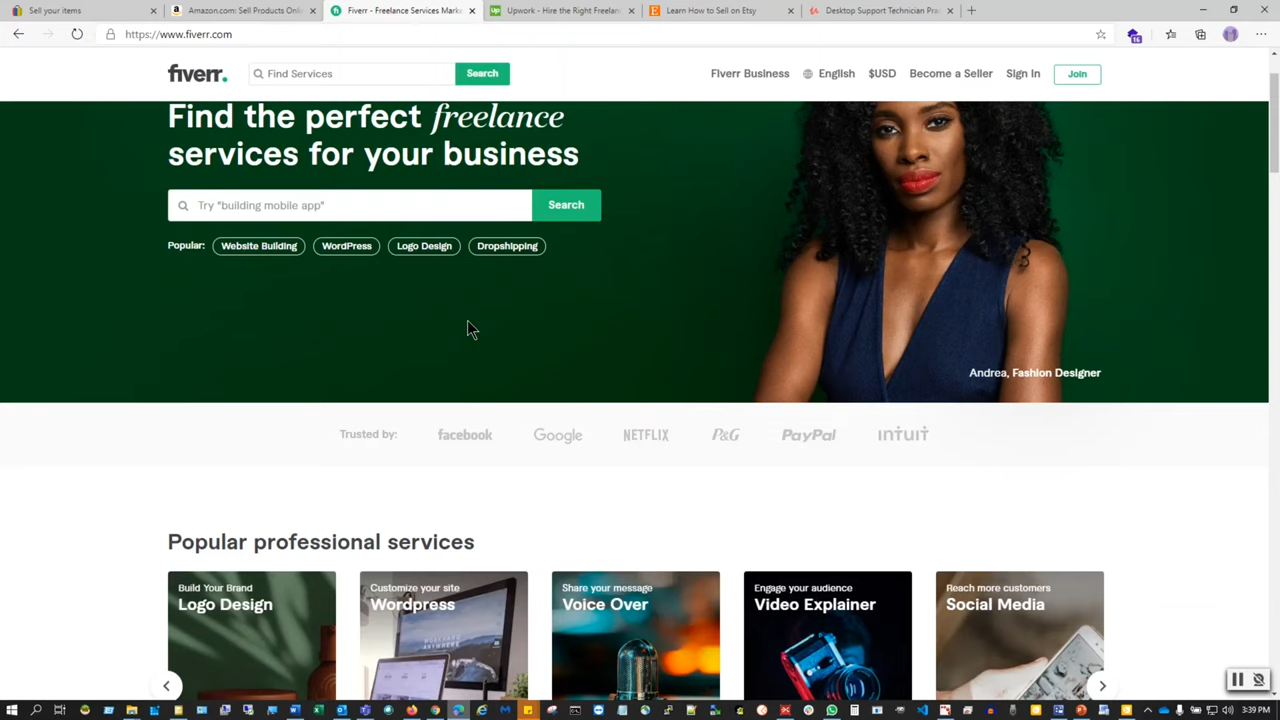 Sell your items
Amazon.com: Sell Products Onli
Fiverr - Freelance Services Mark
Upwork - Hire the Right Freelan
Learn How to Sell on Etsy
Desktop Support Technician Pra
https://www.fiverr.com
16
fiverr.
Find Services
Search
Fiverr Business
English
$USD
Become a Seller
Sign In
Join
Find the perfect freelance
services for your business
Try "building mobile app"
Search
Popular:
Website Building
WordPress
Logo Design
Dropshipping
Andrea, Fashion Designer
Trusted by:
facebook
Google
NETFLIX
P&G
PayPal
intuit
Popular professional services
Build Your Brand
Logo Design
Customize your site
Wordpress
Share your message
Voice Over
Engage your audience
Video Explainer
Reach more customers
Social Media
3:39 PM